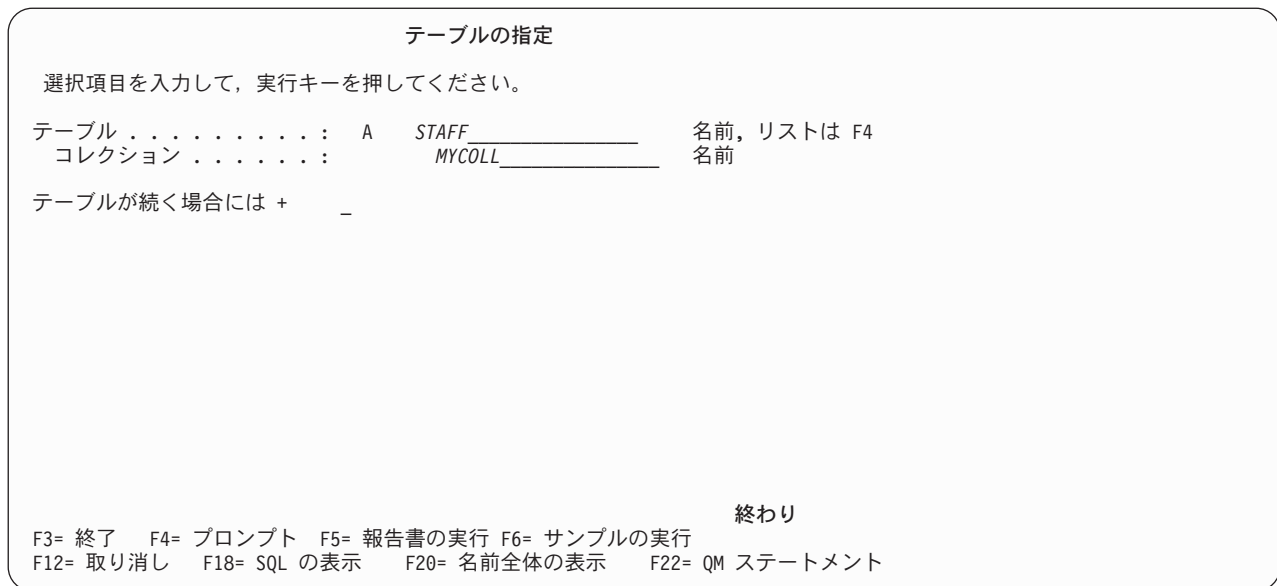 テーブルの指定
選択項目を入力して, 実行キーを押してください。
テーブル . . . . . . . . . : A STAFF________________ 名前, リストは F4
コレクション . . . . . . : MYCOLL_______________ 名前
テーブルが続く場合には + _
終わり
F3= 終了 F4= プロンプト F5= 報告書の実行 F6= サンプルの実行
F12= 取り消し F18= SQL の表示 F20= 名前全体の表示 F22= QM ステートメント